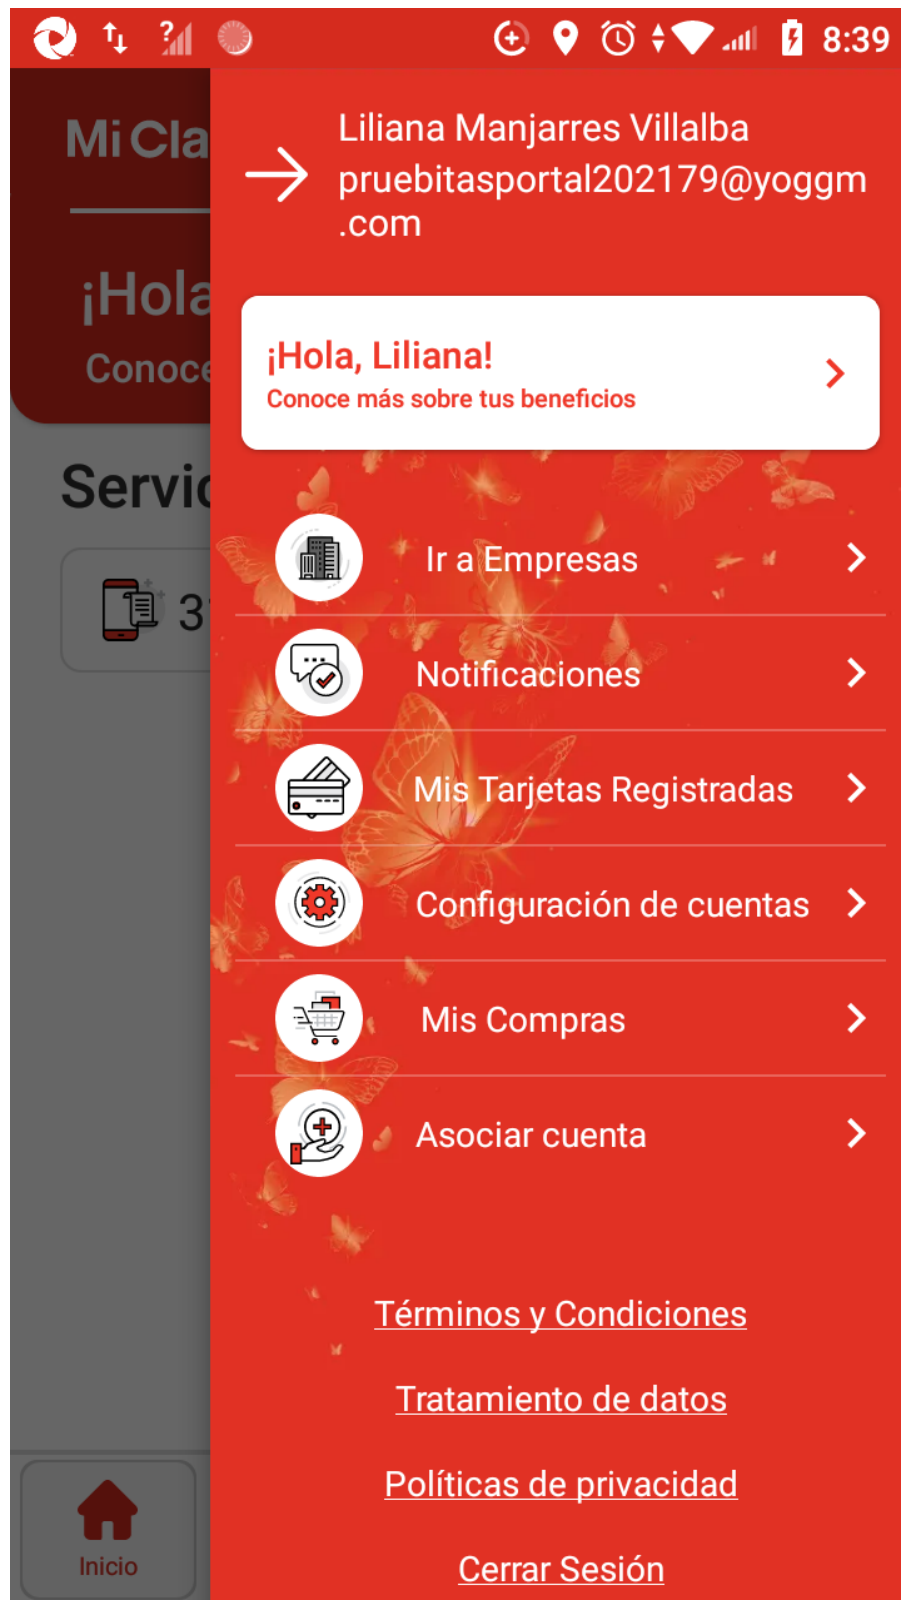 8:39
Mi Cla
Liliana Manjarres Villalba
pruebitasportal202179@yoggm
.com
¡Hola
Conoce
¡Hola, Liliana!
Conoce más sobre tus beneficios
Servic
Ir a Empresas
3
Notificaciones
Mis Tarjetas Registradas
Configuración de cuentas
Mis Compras
Asociar cuenta
Términos y Condiciones
Tratamiento de datos
Políticas de privacidad
Inicio
Cerrar Sesión